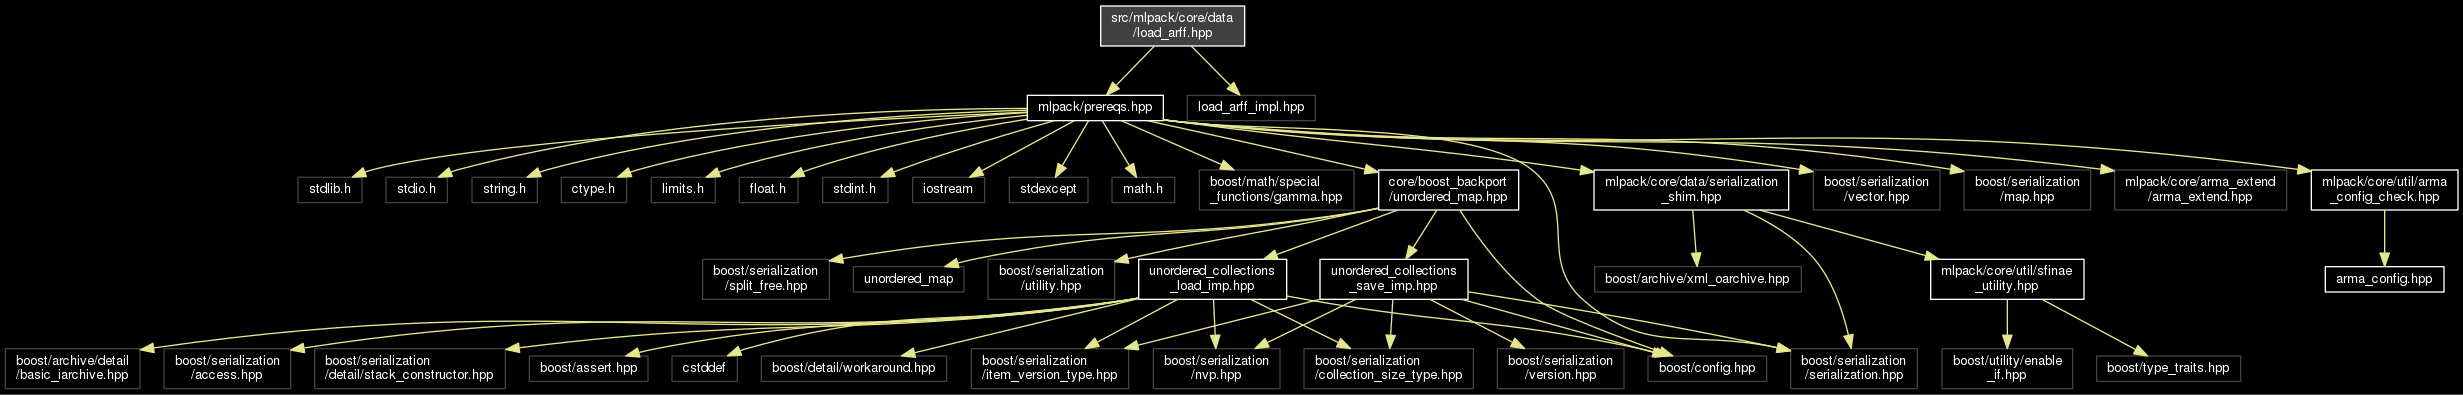 src/mlpack/core/data
/load_arff.hpp
mlpack/prereqs.hpp
load_arff_impl.hpp
stdlib.h
stdio.h
string.h
ctype.h
limits.h
float.h
stdint.h
iostream
stdexcept
math.h
boost/math/special
_functions/gamma.hpp
core/boost_backport
/unordered_map.hpp
mlpack/core/data/serialization
_shim.hpp
boost/serialization
/vector.hpp
boost/serialization
/map.hpp
mlpack/core/arma_extend
/arma_extend.hpp
mlpack/core/util/arma
_config_check.hpp
boost/serialization
/split_free.hpp
unordered_map
boost/serialization
/utility.hpp
unordered_collections
_load_imp.hpp
unordered_collections
_save_imp.hpp
boost/archive/xml_oarchive.hpp
mlpack/core/util/sfinae
_utility.hpp
arma_config.hpp
boost/archive/detail
/basic_iarchive.hpp
boost/serialization
/access.hpp
boost/serialization
/detail/stack_constructor.hpp
boost/assert.hpp
cstddef
boost/detail/workaround.hpp
boost/serialization
/item_version_type.hpp
boost/serialization
/nvp.hpp
boost/serialization
/collection_size_type.hpp
boost/serialization
/version.hpp
boost/config.hpp
boost/serialization
/serialization.hpp
boost/utility/enable
_if.hpp
boost/type_traits.hpp